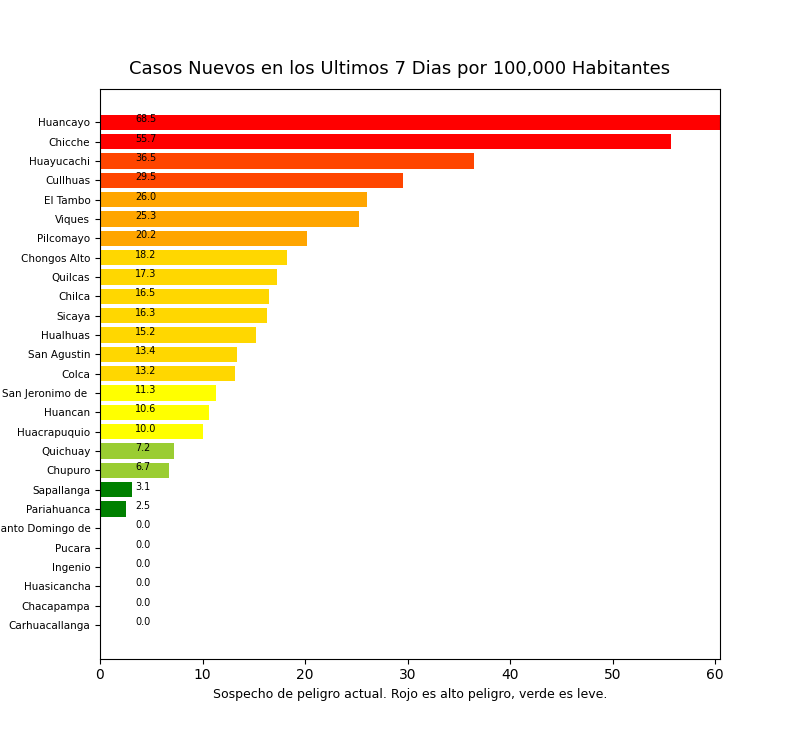 Casos Nuevos en los Ultimos 7 Dias por 100,000 Habitantes
Huancayo 68.5
Chicche 55.7
Huayucachi 36.5
Cullhuas 29.5
El Tambo 26.0
Viques 25.3
Pilcomayo 20.2
Chongos Alto 18.2
Quilcas 17.3
Chilca 16.5
Sicaya 16.3
Hualhuas 15.2
San Agustin 13.4
Colca 13.2
San Jeronimo de 11.3
Huancan 10.6
Huacrapuquio 10.0
Quichuay 7.2
Chupuro 6.7
Sapallanga 3.1
Pariahuanca 2.5
anto Domingo de 0.0
Pucara 0.0
Ingenio 0.0
Huasicancha 0.0
Chacapampa 0.0
Carhuacallanga 0.0
0 10 20 30 40 50 60
Sospecho de peligro actual. Rojo es alto peligro, verde es leve.